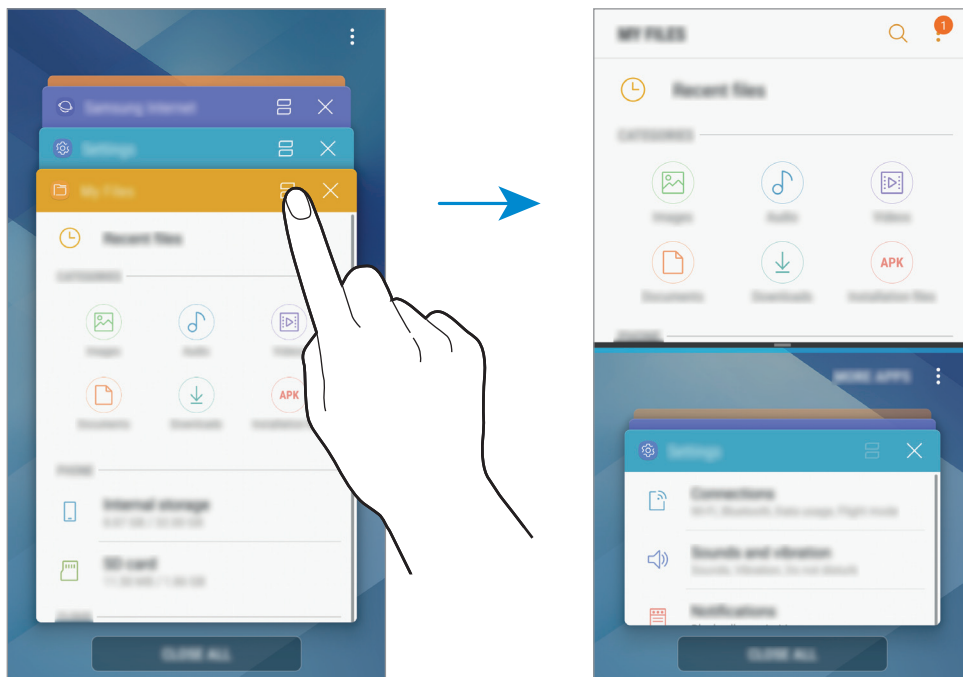 Samsung Internet
Settings
My Files
Recent files
CATEGORIES
Images Audio Videos
APK
Documents Downloads
PHONE
Internal storage
SD card
CLOSE ALL
MY FILES
1
Recent files
CATEGORIES
Images Audio Videos
APK
Documents Downloads Installation files
PHONE
MORE APPS
Settings
Connections
Wi-Fi, Bluetooth, Data usage, Flight mode
Sounds and vibration
Sounds, Vibration, Do not disturb
Notifications
CLOSE ALL